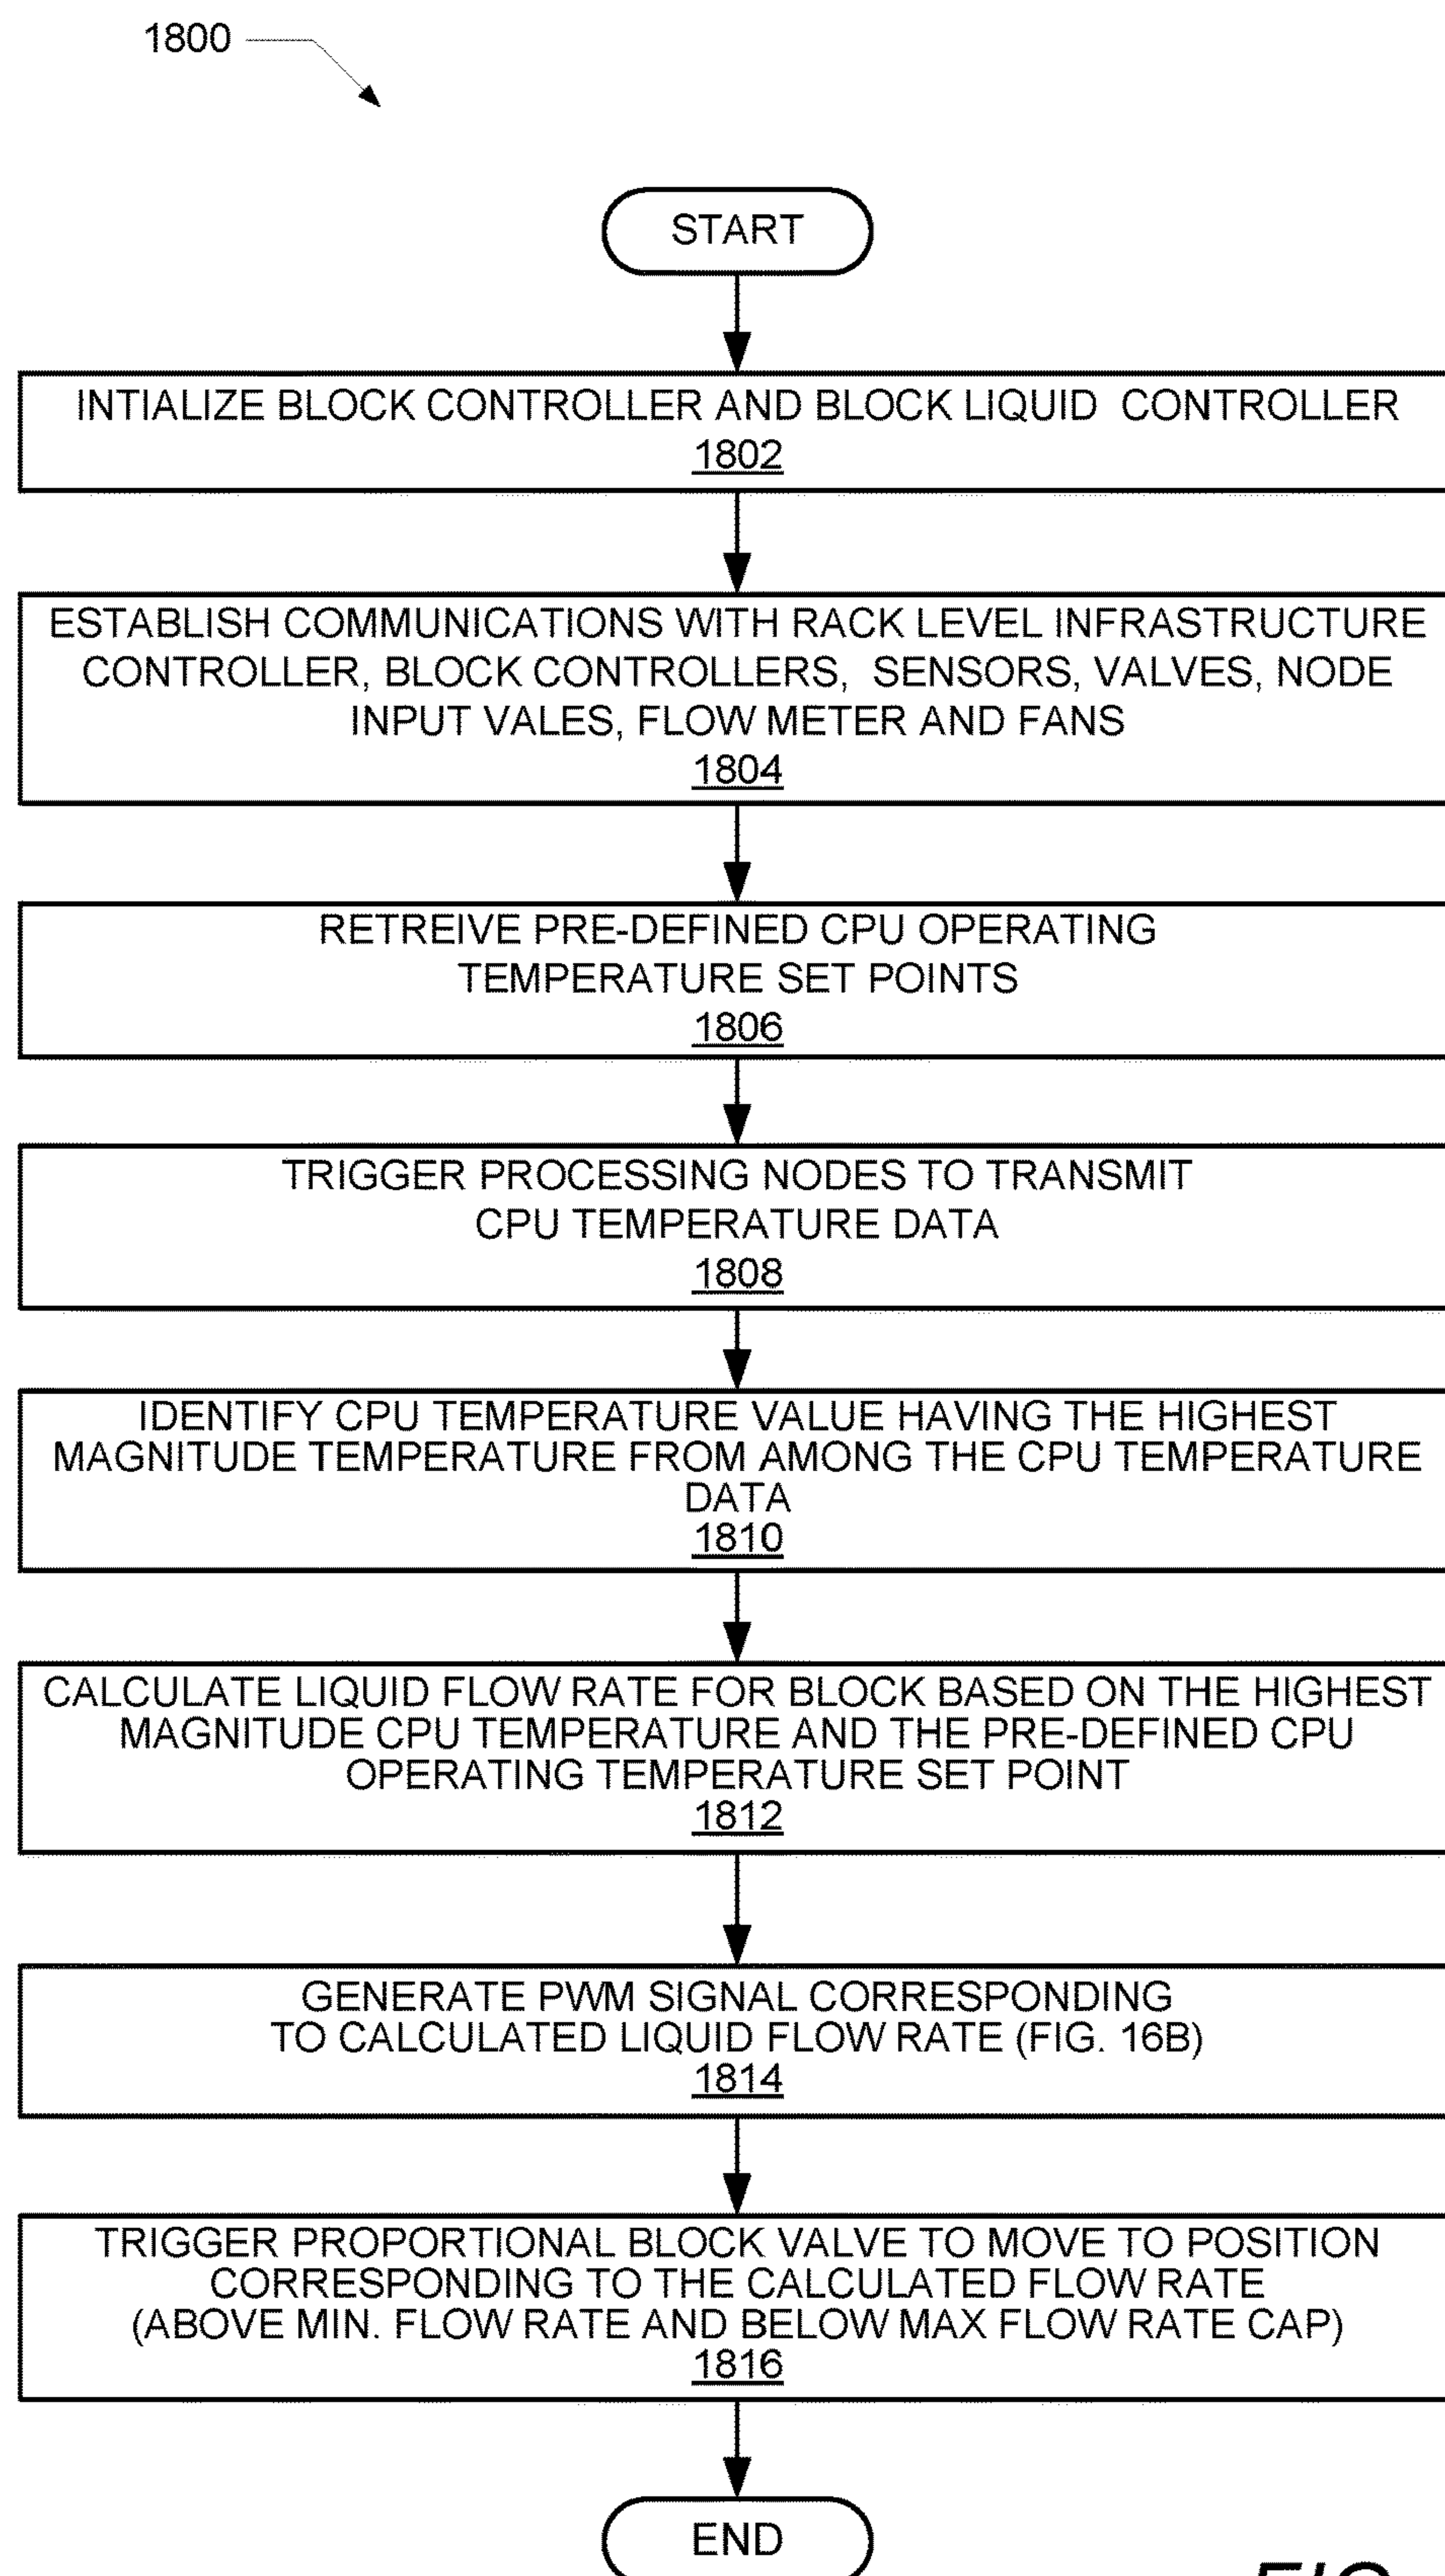 1800
START
INTIALIZE BLOCK CONTROLLER AND BLOCK LIQUID CONTROLLER
1802
ESTABLISH COMMUNICATIONS WITH RACK LEVEL INFRASTRUCTURE
CONTROLLER, BLOCK CONTROLLERS, SENSORS, VALVES, NODE
INPUT VALES, FLOW METER AND FANS
1804
RETREIVE PRE-DEFINED CPU OPERATING
TEMPERATURE SET POINTS
1806
TRIGGER PROCESSING NODES TO TRANSMIT
CPU TEMPERATURE DATA
1808
IDENTIFY CPU TEMPERATURE VALUE HAVING THE HIGHEST
MAGNITUDE TEMPERATURE FROM AMONG THE CPU TEMPERATURE
DATA
1810
CALCULATE LIQUID FLOW RATE FOR BLOCK BASED ON THE HIGHEST
MAGNITUDE CPU TEMPERATURE AND THE PRE-DEFINED CPU
OPERATING TEMPERATURE SET POINT
1812
GENERATE PWM SIGNAL CORRESPONDING
TO CALCULATED LIQUID FLOW RATE (FIG. 16B)
1814
TRIGGER PROPORTIONAL BLOCK VALVE TO MOVE TO POSITION
CORRESPONDING TO THE CALCULATED FLOW RATE
(ABOVE MIN. FLOW RATE AND BELOW MAX FLOW RATE CAP)
1816
END